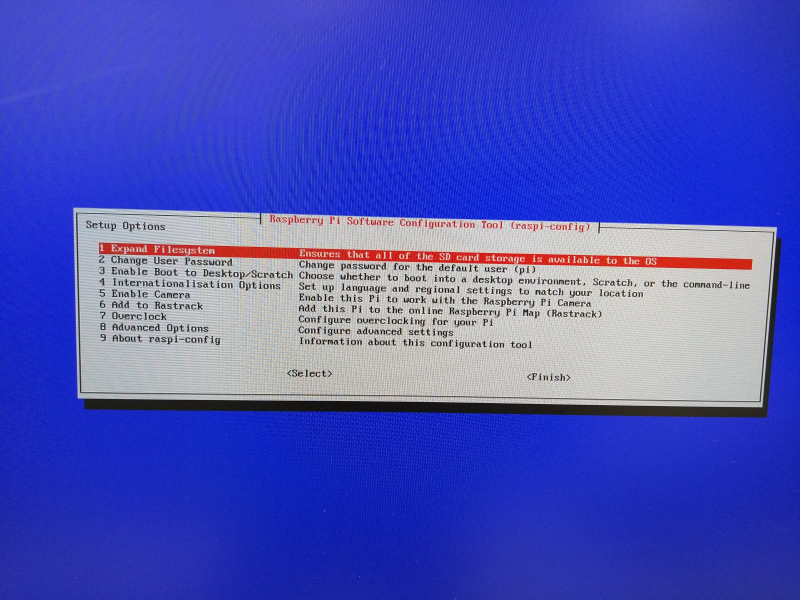 Raspberry Pi Software Configuration Tool (raspi-config)
Setup Options
1 Expand Filesystem Ensures that all of the SD card storage is available to the OS
2 Change User Password Change password for the default user (pi)
3 Enable Boot to Desktop/Scratch Choose whether to boot into a desktop environment, Scratch, or the command-line
4 Internationalisation Options Set up language and regional settings to match your location
5 Enable Camera Enable this Pi to work with the Raspberry Pi Camera
6 Add to Rastrack Add this Pi to the online Raspberry Pi Map (Rastrack)
7 Overclock Configure overclocking for your Pi
8 Advanced Options Configure advanced settings
9 About raspi-config Information about this configuration tool
<Select> <Finish>